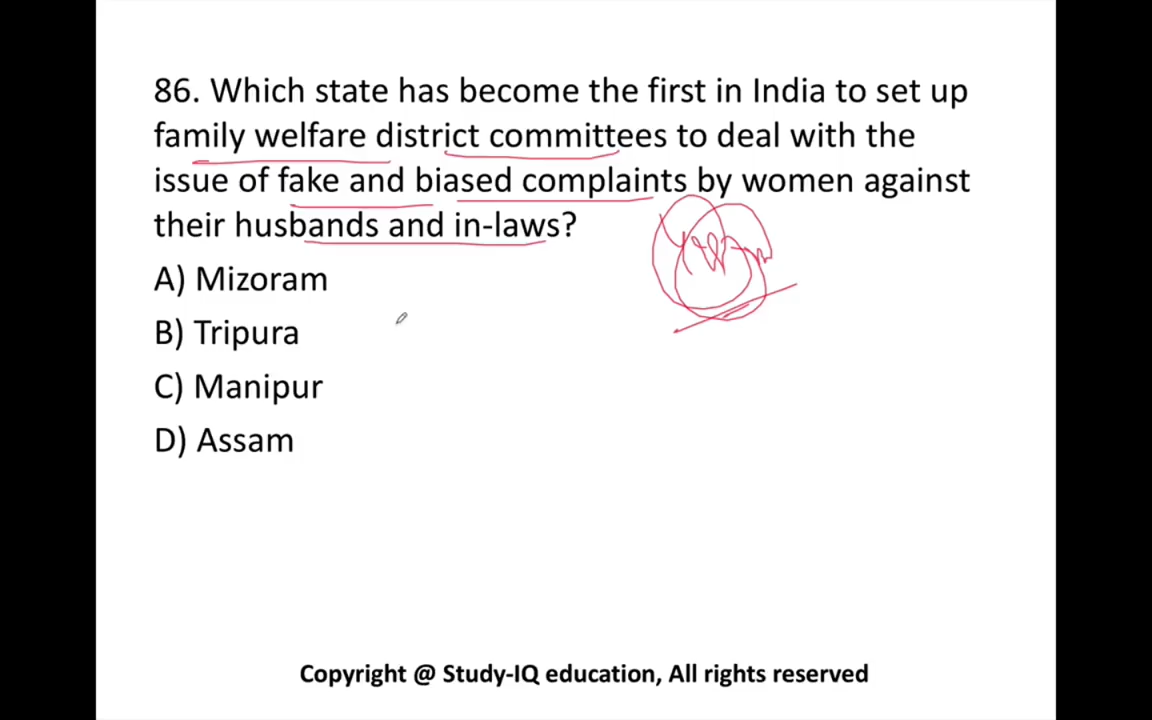 86. Which state has become the first in India to set up
family welfare district committees to deal with the
issue of fake and biased complaints by women against
their husbands and in-laws?
A) Mizoram
B) Tripura
C) Manipur
D) Assam
Copyright @ Study-IQ education, All rights reserved